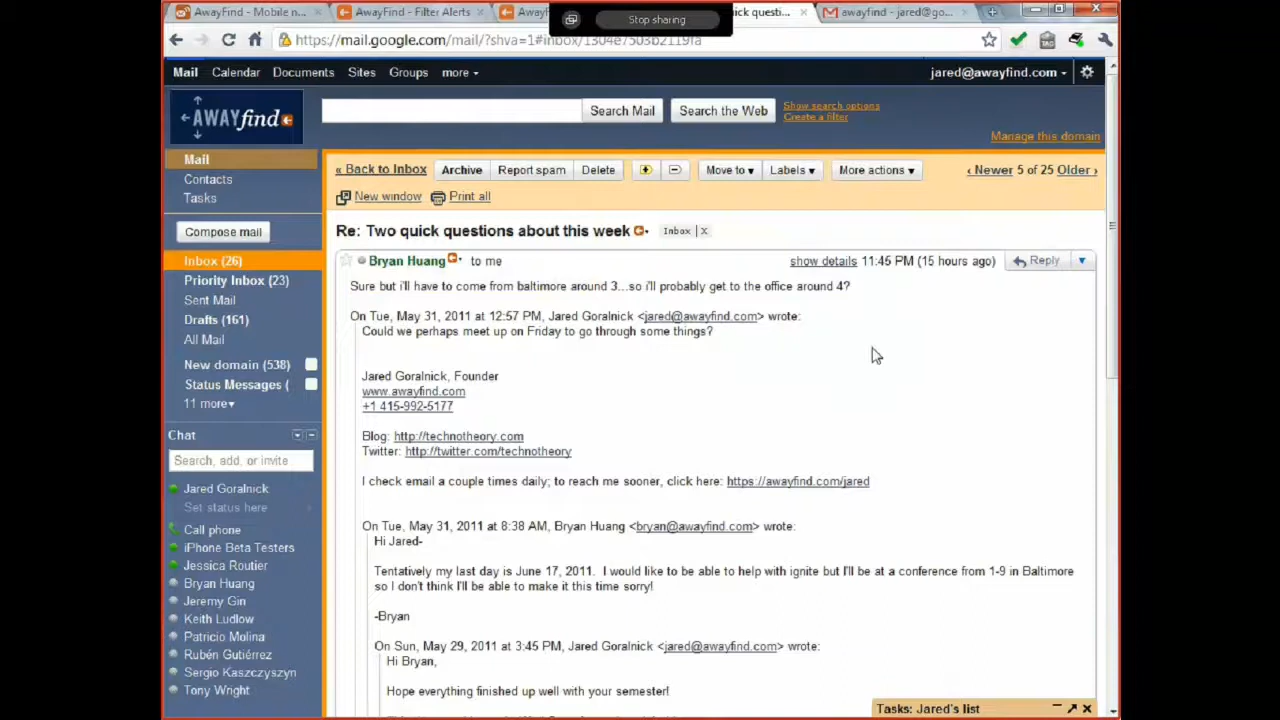 AwayFind - Mobile n...
AwayFind - Filter Alerts
AwayF
ick questi...
awayfind - jared@go...
Stop sharing
https://mail.google.com/mail/?shva=1#inbox/1304e7503b2119fa
Mail Calendar Documents Sites Groups more
jared@awayfind.com
AWAYfind
Search Mail
Search the Web
Show search options
Create a filter
Manage this domain
Mail
Contacts
Tasks
Compose mail
Inbox (26)
Priority Inbox (23)
Sent Mail
Drafts (161)
All Mail
New domain (538)
Status Messages (
11 more▾
Chat
Search, add, or invite
Jared Goralnick
Set status here
Call phone
iPhone Beta Testers
Jessica Routier
Bryan Huang
Jeremy Gin
Keith Ludlow
Patricio Molina
Rubén Gutiérrez
Sergio Kaszczyszyn
Tony Wright
« Back to Inbox Archive Report spam Delete Move to ▾ Labels ▾ More actions ▾ ‹ Newer 5 of 25 Older ›
New window Print all
Re: Two quick questions about this week Inbox | X
Bryan Huang to me show details 11:45 PM (15 hours ago) Reply
Sure but i'll have to come from baltimore around 3...so i'll probably get to the office around 4?
On Tue, May 31, 2011 at 12:57 PM, Jared Goralnick <jared@awayfind.com> wrote:
Could we perhaps meet up on Friday to go through some things?
Jared Goralnick, Founder
www.awayfind.com
+1 415-992-5177
Blog: http://technotheory.com
Twitter: http://twitter.com/technotheory
I check email a couple times daily; to reach me sooner, click here: https://awayfind.com/jared
On Tue, May 31, 2011 at 8:38 AM, Bryan Huang <bryan@awayfind.com> wrote:
Hi Jared-
Tentatively my last day is June 17, 2011. I would like to be able to help with ignite but I'll be at a conference from 1-9 in Baltimore
so I don't think I'll be able to make it this time sorry!
-Bryan
On Sun, May 29, 2011 at 3:45 PM, Jared Goralnick <jared@awayfind.com> wrote:
Hi Bryan,
Hope everything finished up well with your semester!
Tasks: Jared's list